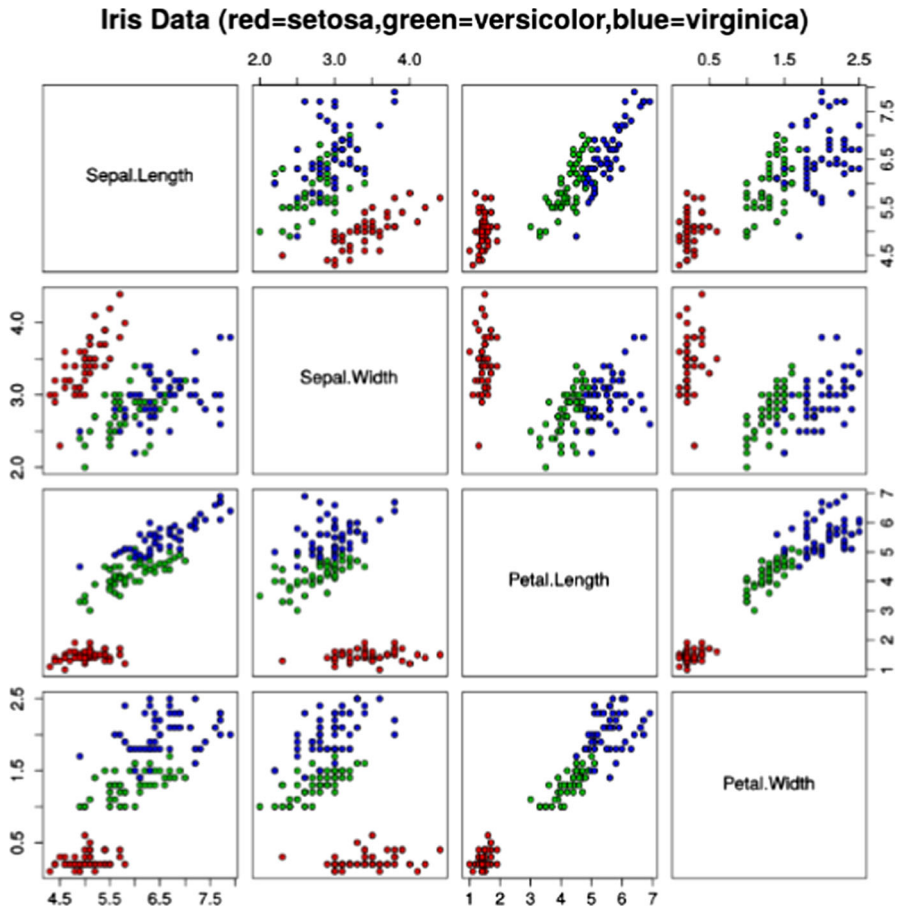 Iris Data (red=setosa,green=versicolor,blue=virginica)
2.0 3.0 4.0 0.5 1.5 2.5
Sepal.Length
4.5 5.5 6.5 7.5
2.0 3.0 4.0
Sepal.Width
Petal.Length
1 2 3 4 5 6 7
0.5 1.5 2.5
Petal.Width
4.5 5.5 6.5 7.5 1 2 3 4 5 6 7